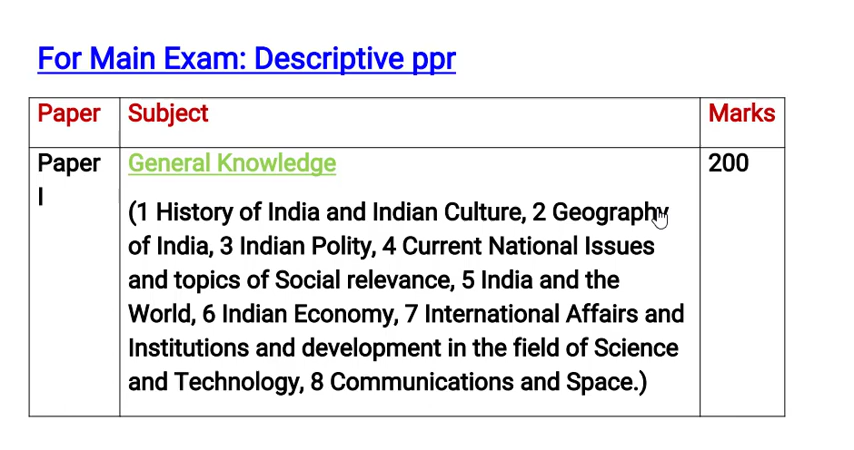 For Main Exam: Descriptive ppr
Paper Subject Marks
Paper General Knowledge 200
I
(1 History of India and Indian Culture, 2 Geography
of India, 3 Indian Polity, 4 Current National Issues
and topics of Social relevance, 5 India and the
World, 6 Indian Economy, 7 International Affairs and
Institutions and development in the field of Science
and Technology, 8 Communications and Space.)